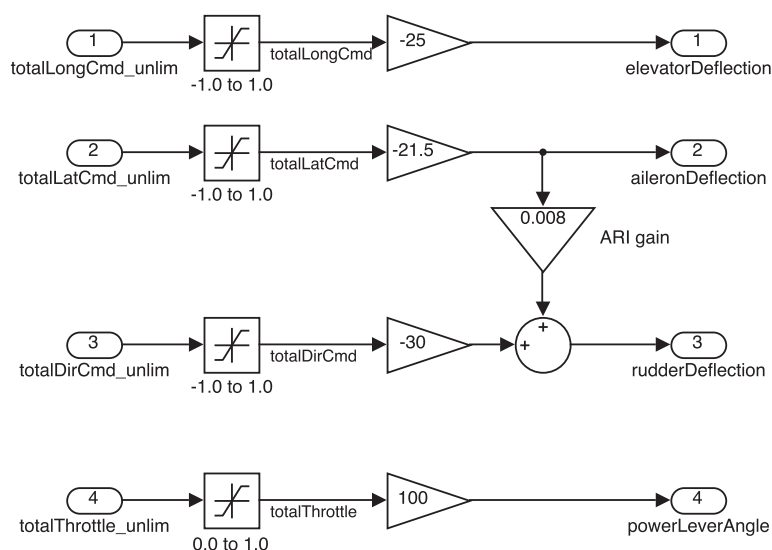 1
totalLongCmd_unlim
-1.0 to 1.0
totalLongCmd
-25
1
elevatorDeflection
2
totalLatCmd_unlim
-1.0 to 1.0
totalLatCmd
-21.5
2
aileronDeflection
0.008
ARI gain
3
totalDirCmd_unlim
-1.0 to 1.0
totalDirCmd
-30
+
+
3
rudderDeflection
4
totalThrottle_unlim
0.0 to 1.0
totalThrottle
100
4
powerLeverAngle